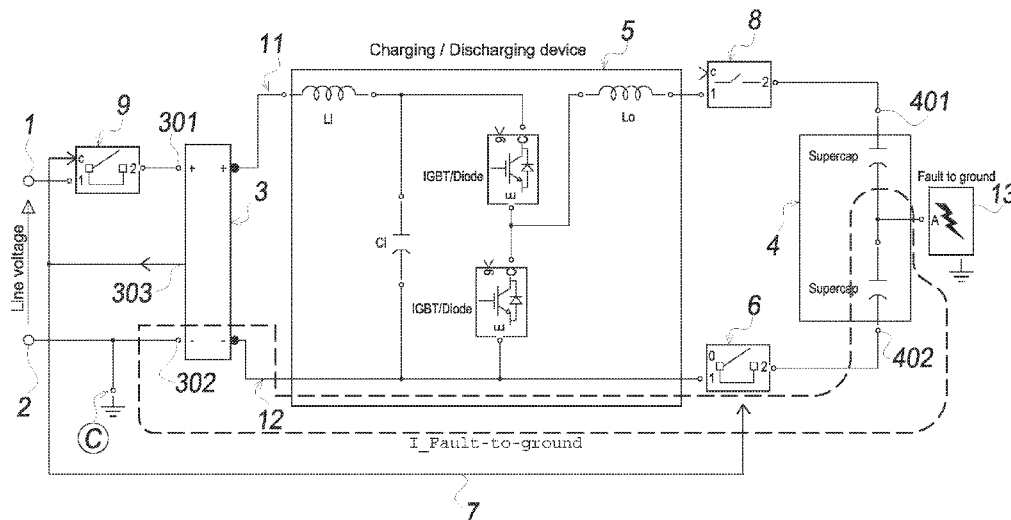 5
8
11
Charging / Discharging device
C
1
2
401
1
9
301
Li
Lo
C
1
2
+
+
3
g
C
IGBT/Diode
E
Supercap
Fault to ground
13
A
4
Line voltage
303
Ci
g
C
IGBT/Diode
E
Supercap
6
0
1
2
-
-
302
402
2
12
C
I_Fault-to-ground
7